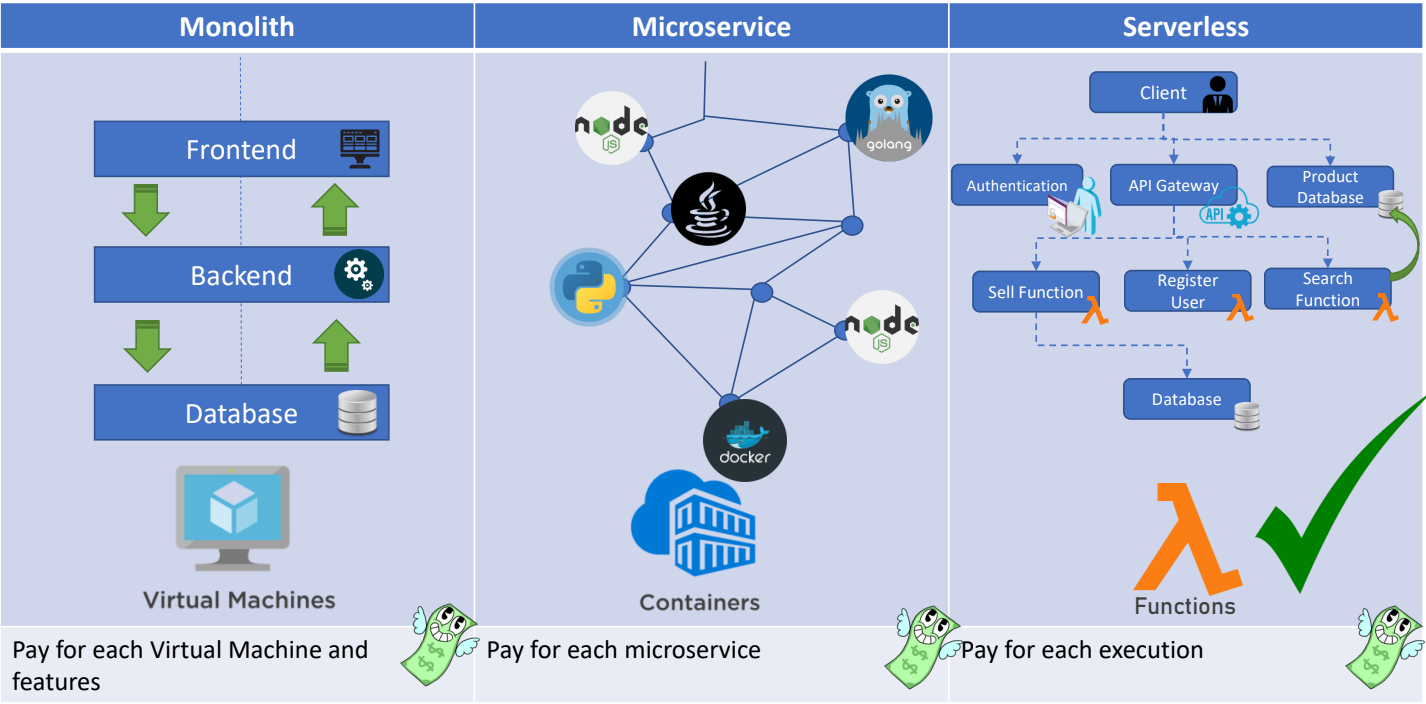 Monolith
Microservice
Serverless
Frontend
Backend
Database
Virtual Machines
node
JS
golang
node
JS
docker
Containers
Client
Authentication
API Gateway
API
Product
Database
Sell Function
Register
User
Search
Function
Database
Functions
Pay for each Virtual Machine and
features
$ $
$ $
Pay for each microservice
$ $
$ $
Pay for each execution
$ $
$ $